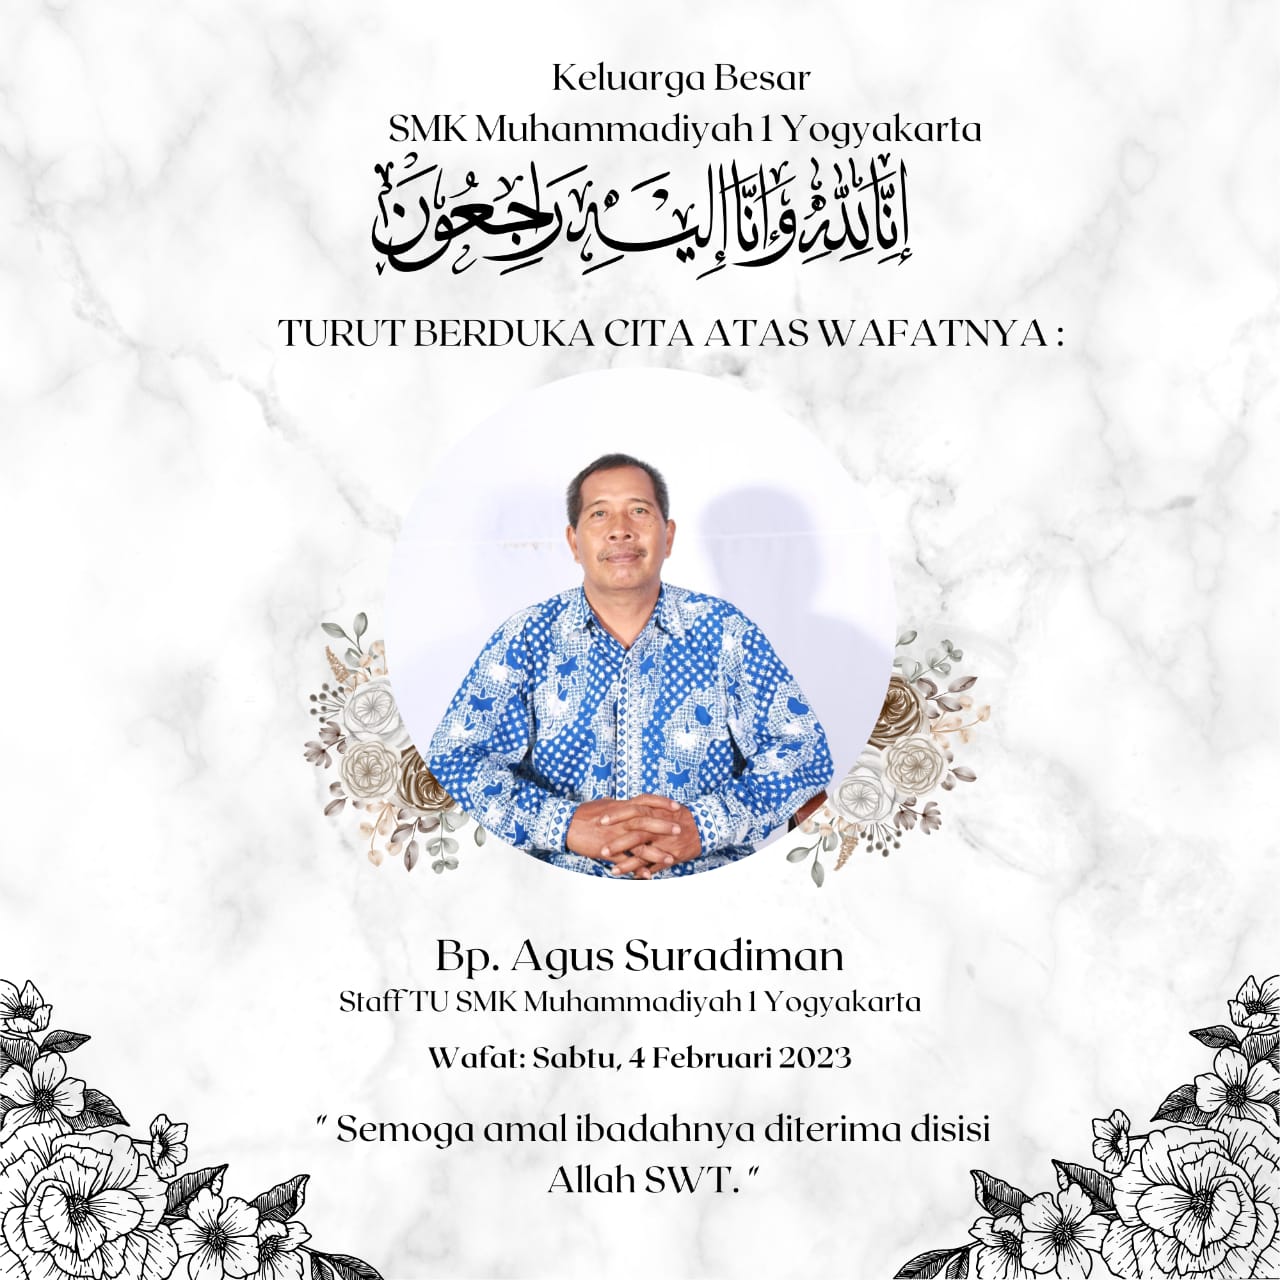 Keluarga Besar
SMK Muhammadiyah 1 Yogyakarta
إِنَّا لِلّٰهِ وَإِنَّا إِلَيْهِ رَاجِعُونَ
TURUT BERDUKA CITA ATAS WAFATNYA :
Bp. Agus Suradiman
Staff TU SMK Muhammadiyah 1 Yogyakarta
Wafat: Sabtu, 4 Februari 2023
" Semoga amal ibadahnya diterima disisi
Allah SWT. "